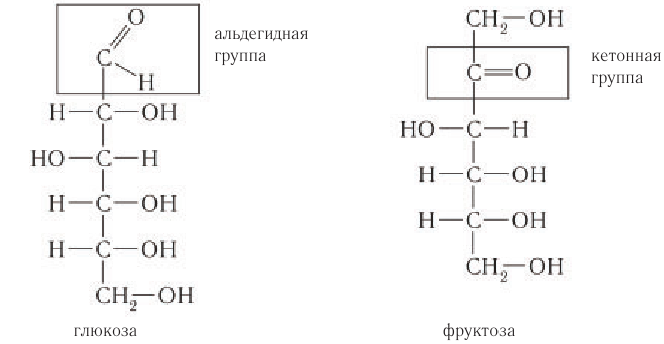 O
C
H
альдегидная
группа
H—C—OH
HO—C—H
H—C—OH
H—C—OH
CH₂—OH
глюкоза
CH₂—OH
C=O
кетонная
группа
HO—C—H
H—C—OH
H—C—OH
CH₂—OH
фруктоза